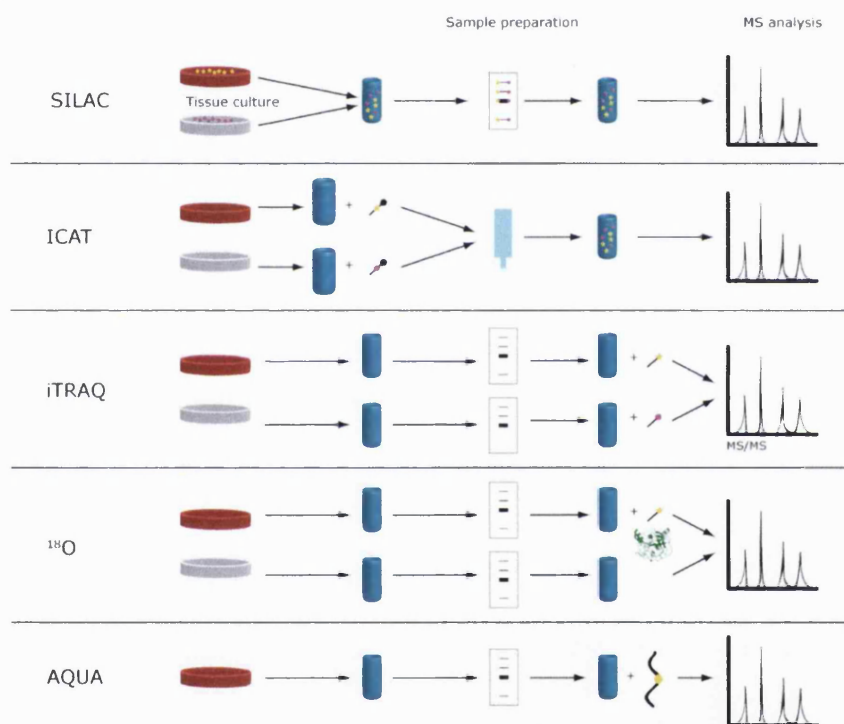 Sample preparation
MS analysis
SILAC
Tissue culture
ICAT
+
+
iTRAQ
+
+
MS/MS
¹⁸O
+
AQUA
+